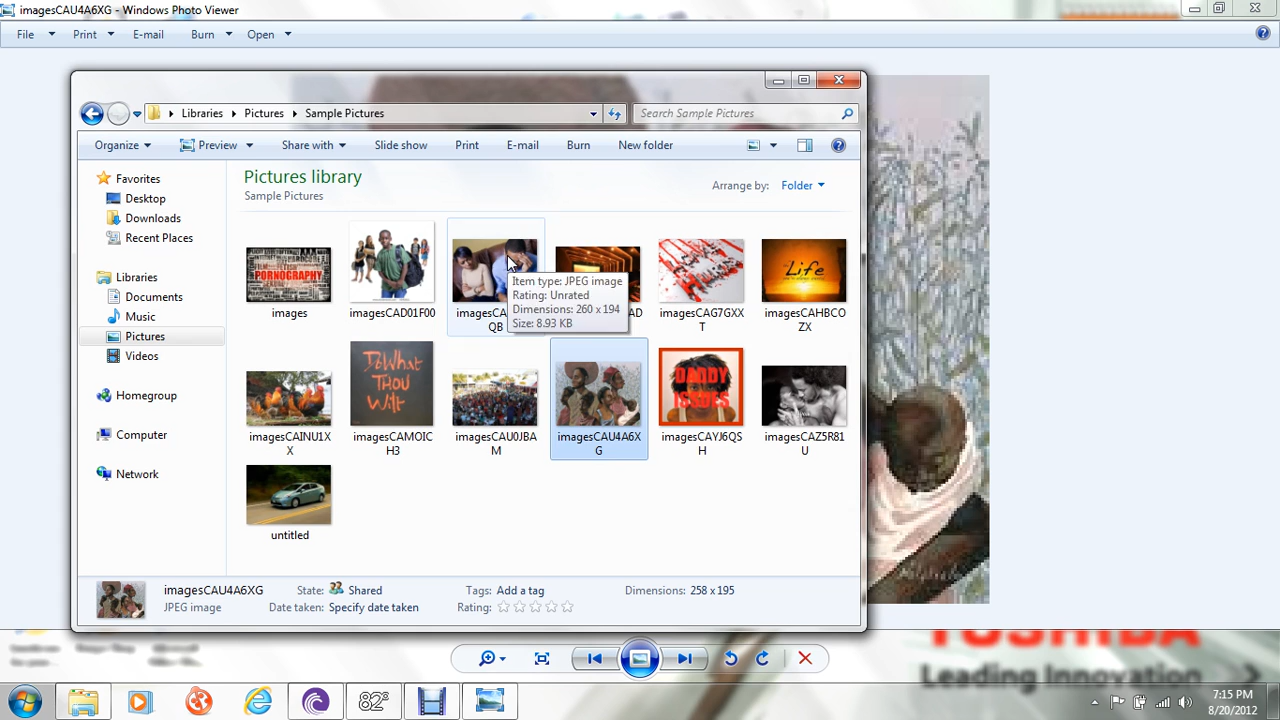 imagesCAU4A6XG - Windows Photo Viewer
File Print E-mail Burn Open
Libraries Pictures Sample Pictures
Search Sample Pictures
Organize Preview Share with Slide show Print E-mail Burn New folder
Favorites
Desktop
Downloads
Recent Places
Libraries
Documents
Music
Pictures
Videos
Homegroup
Computer
Network
Pictures library
Sample Pictures
Arrange by: Folder
PORNOGRAPHY
Life
images
imagesCAD01F00
imagesCA
QB
AD
imagesCAG7GXX
T
imagesCAHBCO
ZX
Item type: JPEG image
Rating: Unrated
Dimensions: 260 x 194
Size: 8.93 KB
Do What
THOU
Wilt
DADDY
ISSUES
imagesCAINU1X
X
imagesCAMOIC
H3
imagesCAU0JBA
M
imagesCAU4A6X
G
imagesCAYJ6QS
H
imagesCAZ5R81
U
untitled
imagesCAU4A6XG
JPEG image
State: Shared
Date taken: Specify date taken
Tags: Add a tag
Rating:
Dimensions: 258 x 195
TOSHIBA
Leading Innovation
82°
7:15 PM
8/20/2012